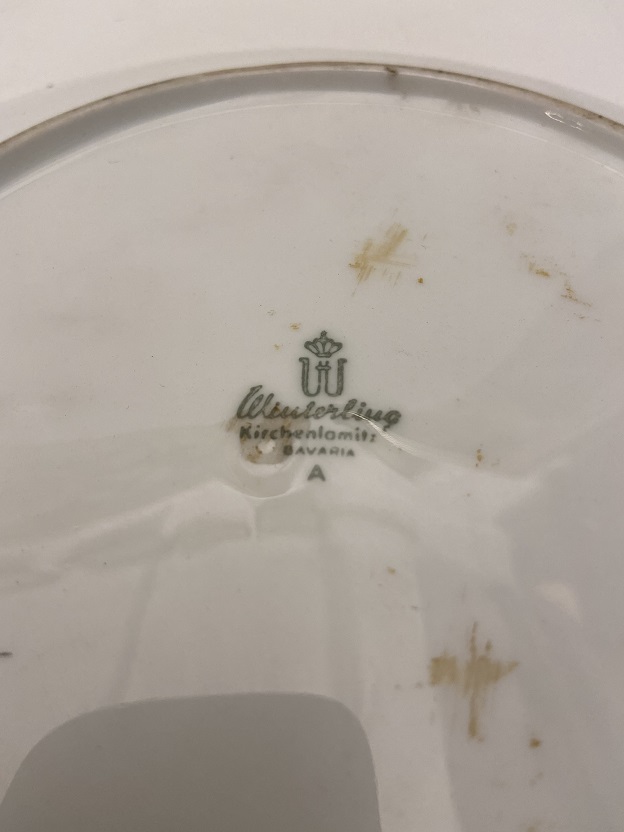 W
Winterling
Kirchenlamitz
BAVARIA
A